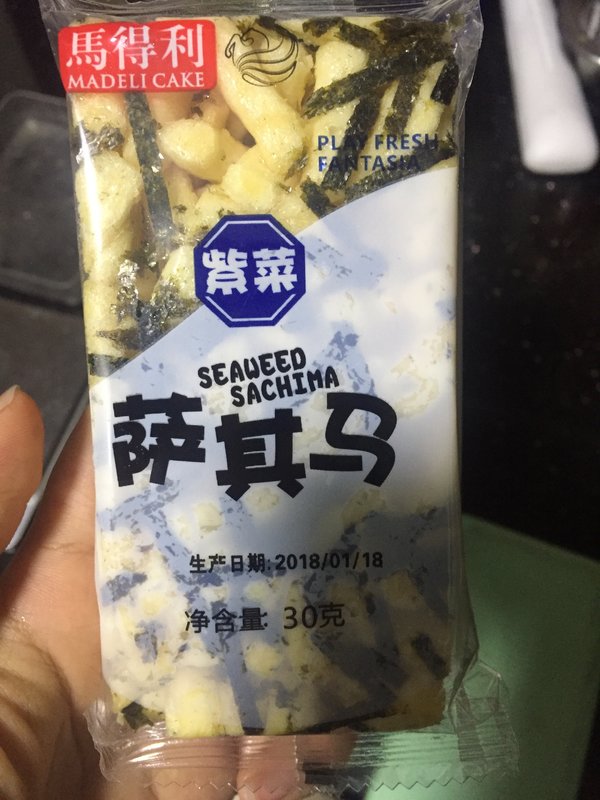 馬得利
MADELI CAKE
PLAY FRESH
FANTASIA
紫菜
SEAWEED
SACHIMA
萨其马
生产日期:2018/01/18
净含量: 30克